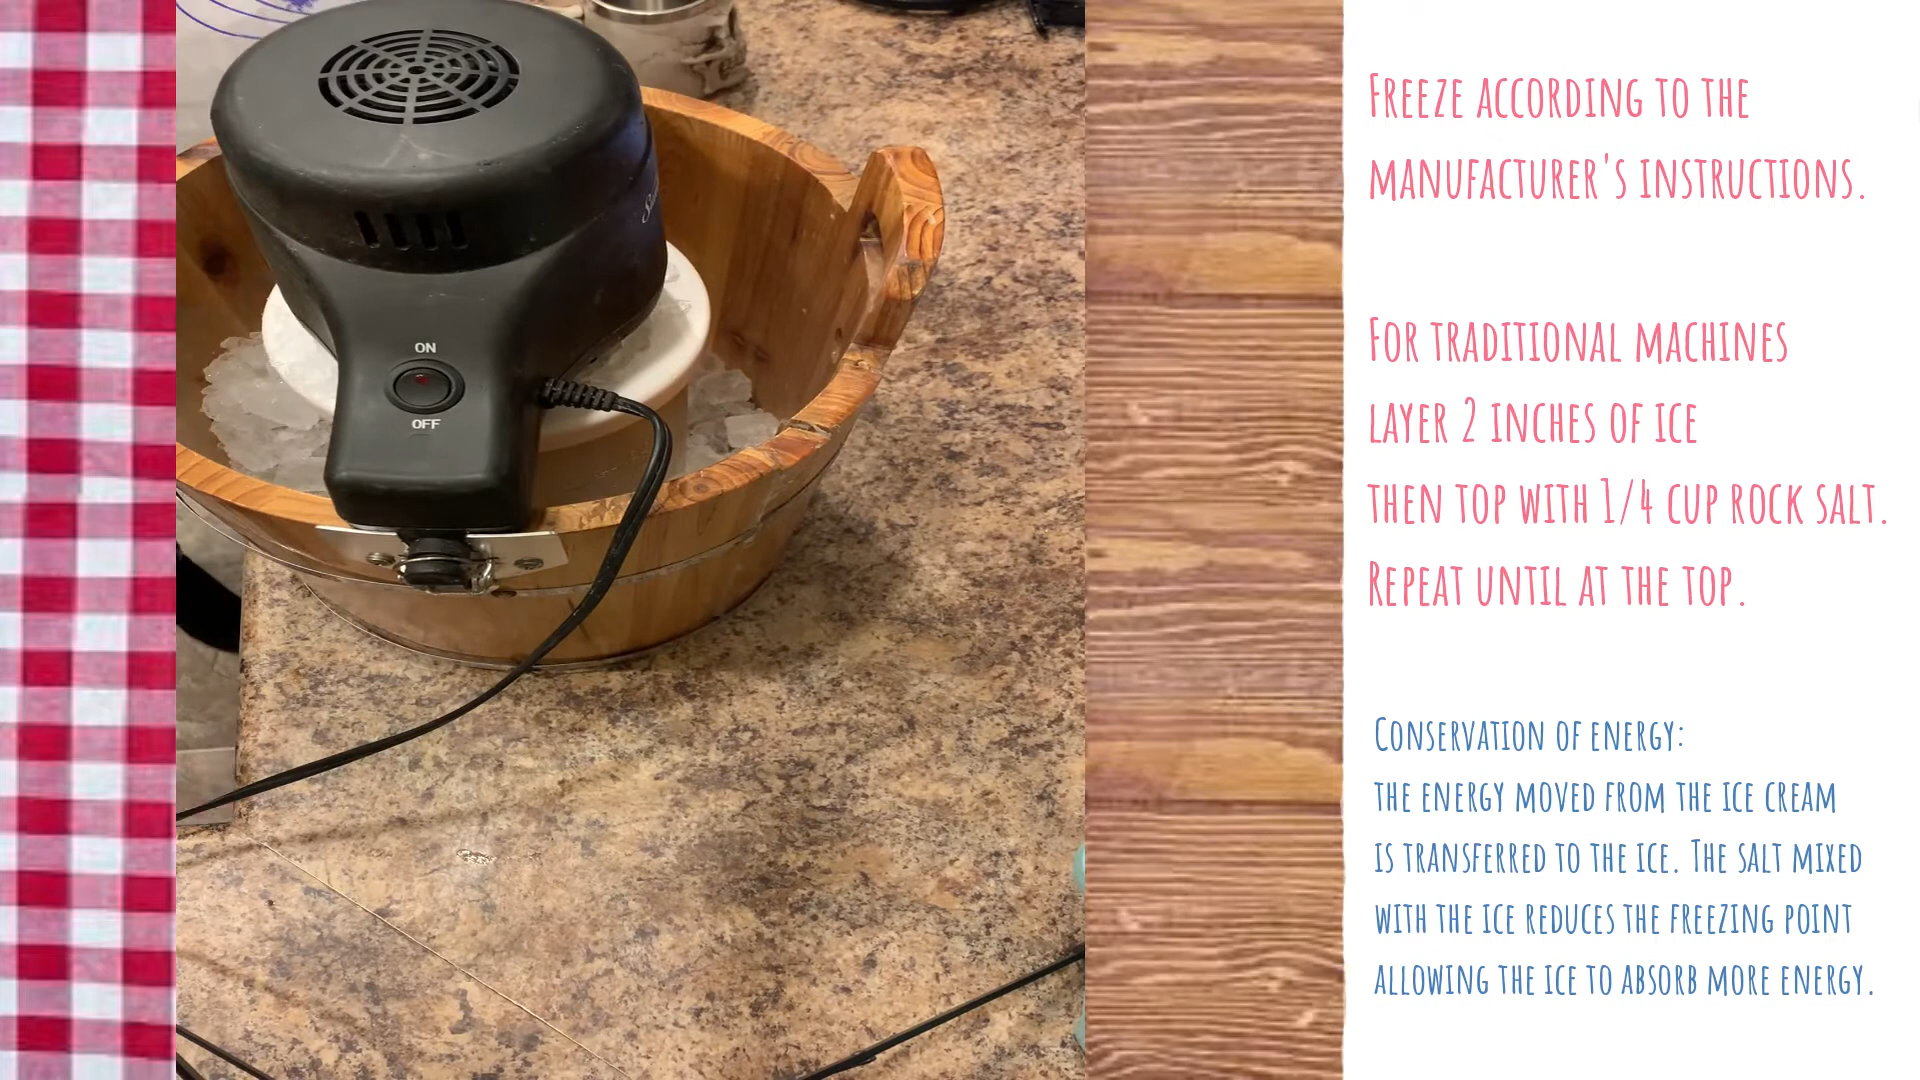 ON
OFF
Freeze according to the
manufacturer's instructions.
For traditional machines
layer 2 inches of ice
then top with 1/4 cup rock salt.
Repeat until at the top.
Conservation of energy:
the energy moved from the ice cream
is transferred to the ice. The salt mixed
with the ice reduces the freezing point
allowing the ice to absorb more energy.